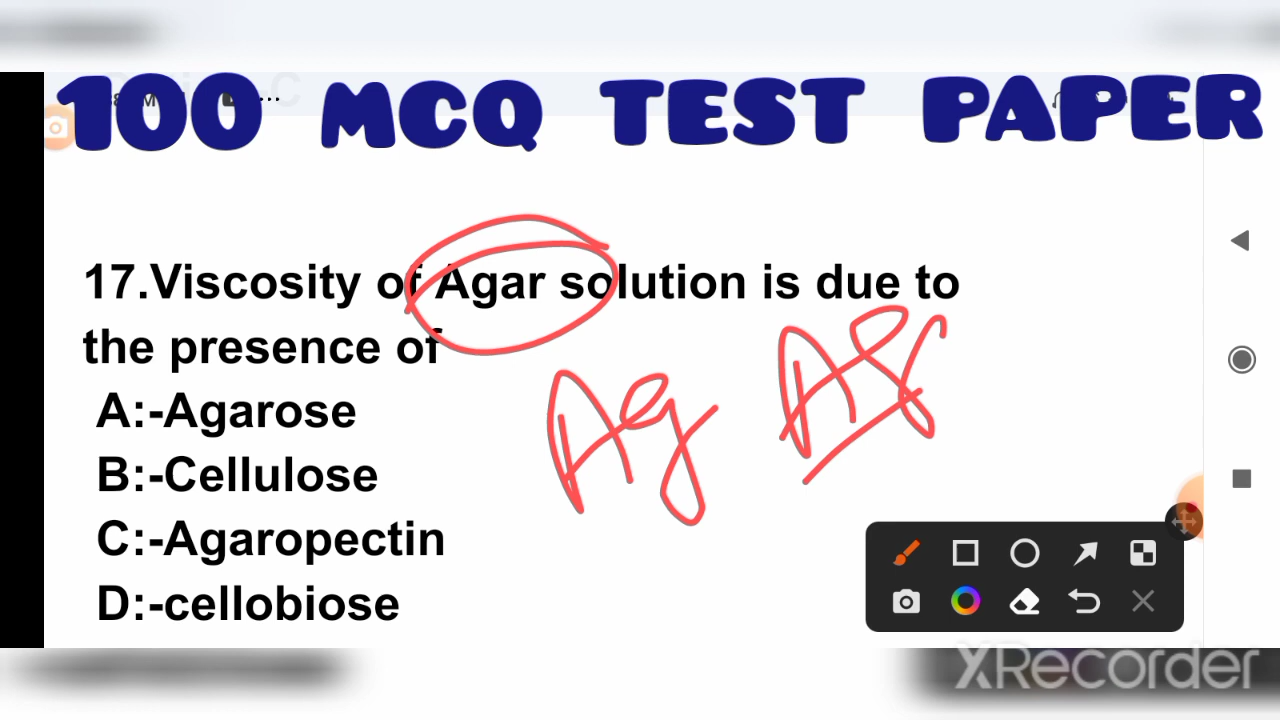 100 MCQ TEST PAPER
17.Viscosity of Agar solution is due to
the presence of
A:-Agarose
B:-Cellulose
C:-Agaropectin
D:-cellobiose
Ag
XRecorder